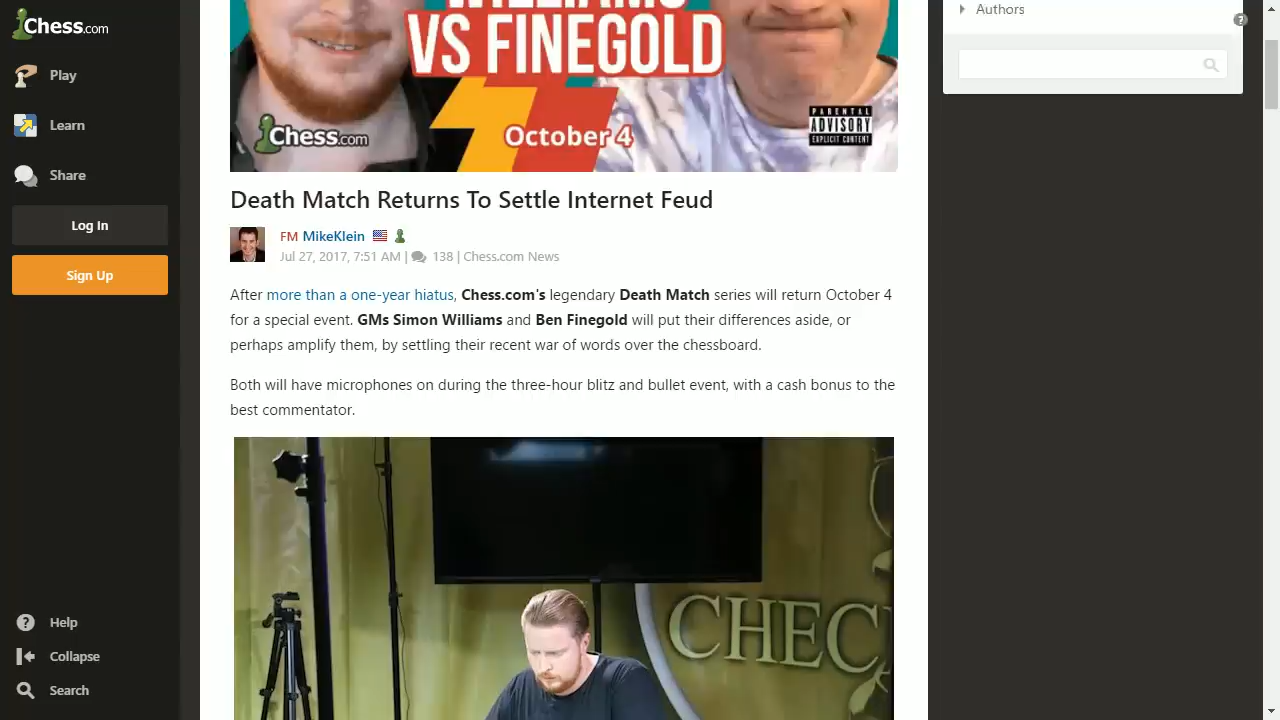 WILLIAMS
VS FINEGOLD
Chess.com
October 4
PARENTAL
ADVISORY
EXPLICIT CONTENT
Chess.com
Play
Learn
Share
Log In
Sign Up
Help
Collapse
Search
Authors
?
Death Match Returns To Settle Internet Feud
FM MikeKlein
Jul 27, 2017, 7:51 AM | 138 | Chess.com News
After more than a one-year hiatus, Chess.com's legendary Death Match series will return October 4
for a special event. GMs Simon Williams and Ben Finegold will put their differences aside, or
perhaps amplify them, by settling their recent war of words over the chessboard.
Both will have microphones on during the three-hour blitz and bullet event, with a cash bonus to the
best commentator.
CHEC